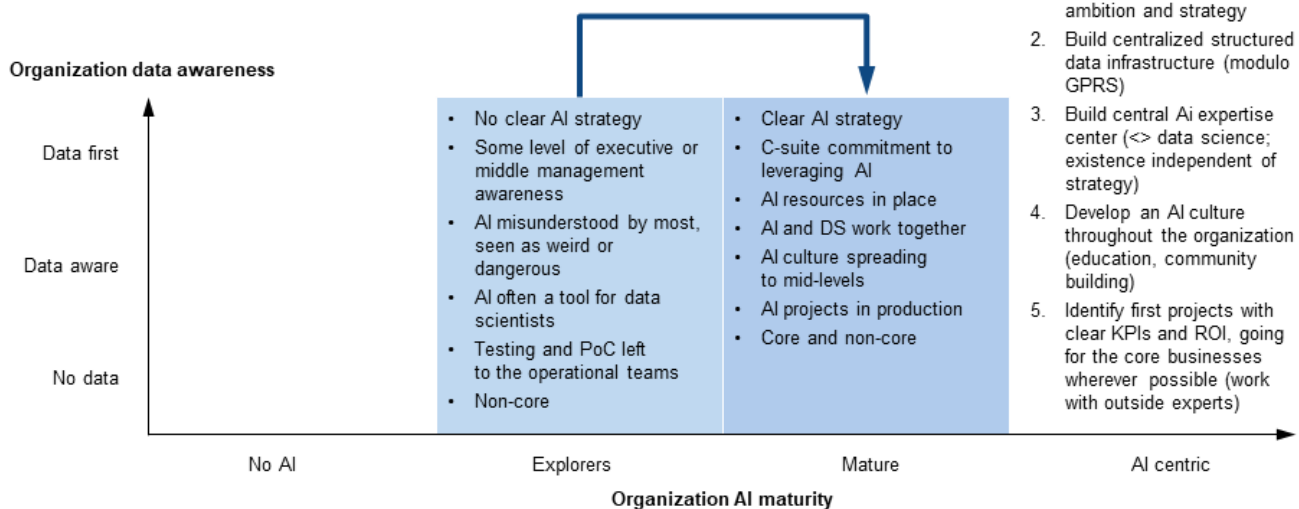 ambition and strategy
2. Build centralized structured
data infrastructure (modulo
GPRS)
3. Build central Ai expertise
center (<> data science;
existence independent of
strategy)
4. Develop an AI culture
throughout the organization
(education, community
building)
5. Identify first projects with
clear KPIs and ROI, going
for the core businesses
wherever possible (work
with outside experts)
Organization data awareness
Data first
Data aware
No data
• No clear AI strategy
• Some level of executive or
middle management
awareness
• AI misunderstood by most,
seen as weird or
dangerous
• AI often a tool for data
scientists
• Testing and PoC left
to the operational teams
• Non-core
• Clear AI strategy
• C-suite commitment to
leveraging AI
• AI resources in place
• AI and DS work together
• AI culture spreading
to mid-levels
• AI projects in production
• Core and non-core
No AI
Explorers
Mature
AI centric
Organization AI maturity